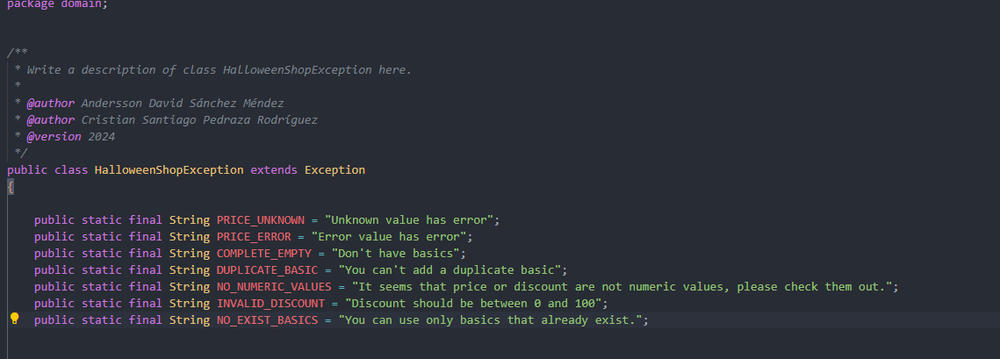 package domain;
/**
 * Write a description of class HalloweenShopException here.
 *
 * @author Andersson David Sánchez Méndez
 * @author Cristian Santiago Pedraza Rodríguez
 * @version 2024
 */
public class HalloweenShopException extends Exception
{
    public static final String PRICE_UNKNOWN = "Unknown value has error";
    public static final String PRICE_ERROR = "Error value has error";
    public static final String COMPLETE_EMPTY = "Don't have basics";
    public static final String DUPLICATE_BASIC = "You can't add a duplicate basic";
    public static final String NO_NUMERIC_VALUES = "It seems that price or discount are not numeric values, please check them out.";
    public static final String INVALID_DISCOUNT = "Discount should be between 0 and 100";
    public static final String NO_EXIST_BASICS = "You can use only basics that already exist.";